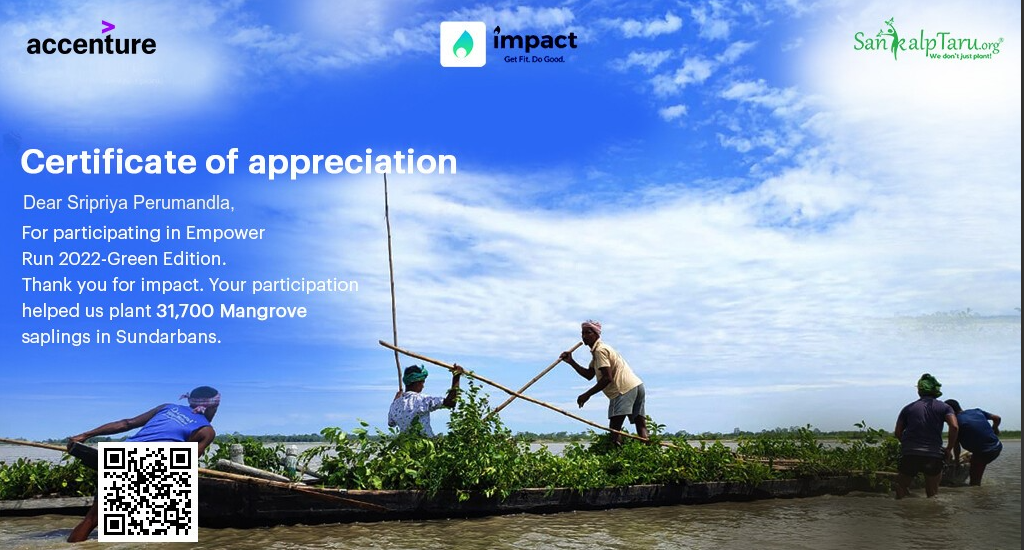 accenture
impact
Get Fit. Do Good.
SankalpTaru.org®
We don't just plant!
Certificate of appreciation
Dear Sripriya Perumandla,
For participating in Empower
Run 2022-Green Edition.
Thank you for impact. Your participation
helped us plant 31,700 Mangrove
saplings in Sundarbans.